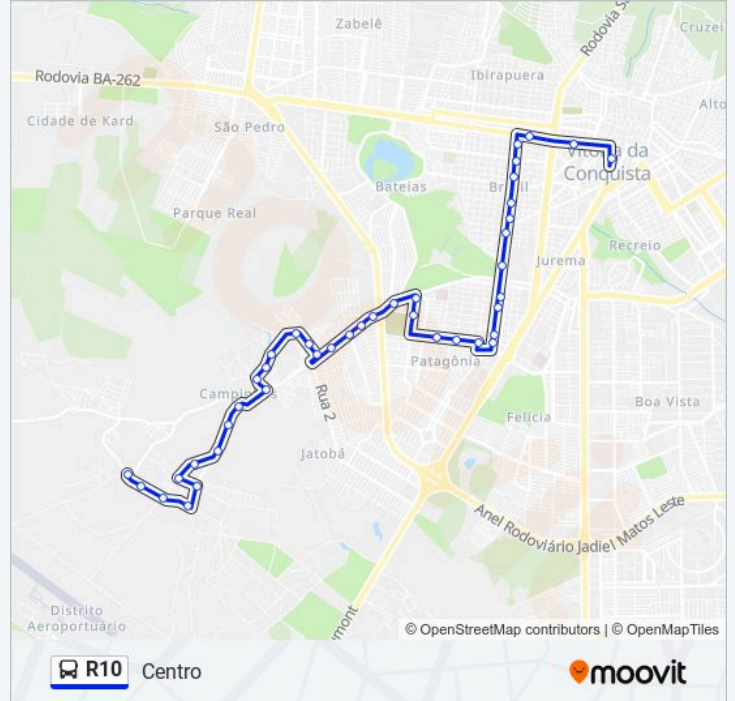 Zabelê
Rodovia S
Cruzei
Rodovia BA-262
Ibirapuera
Cidade de Kard
São Pedro
Alto
Vitória da
Conquista
Bateias
Brasil
Parque Real
Recreio
Jurema
Patagônia
Campinhos
Rua 2
Felícia
Boa Vista
Jatobá
Anel Rodoviário Jadiel Matos Leste
Distrito
Aeroportuário
mont
© OpenStreetMap contributors | © OpenMapTiles
R10 Centro
moovit